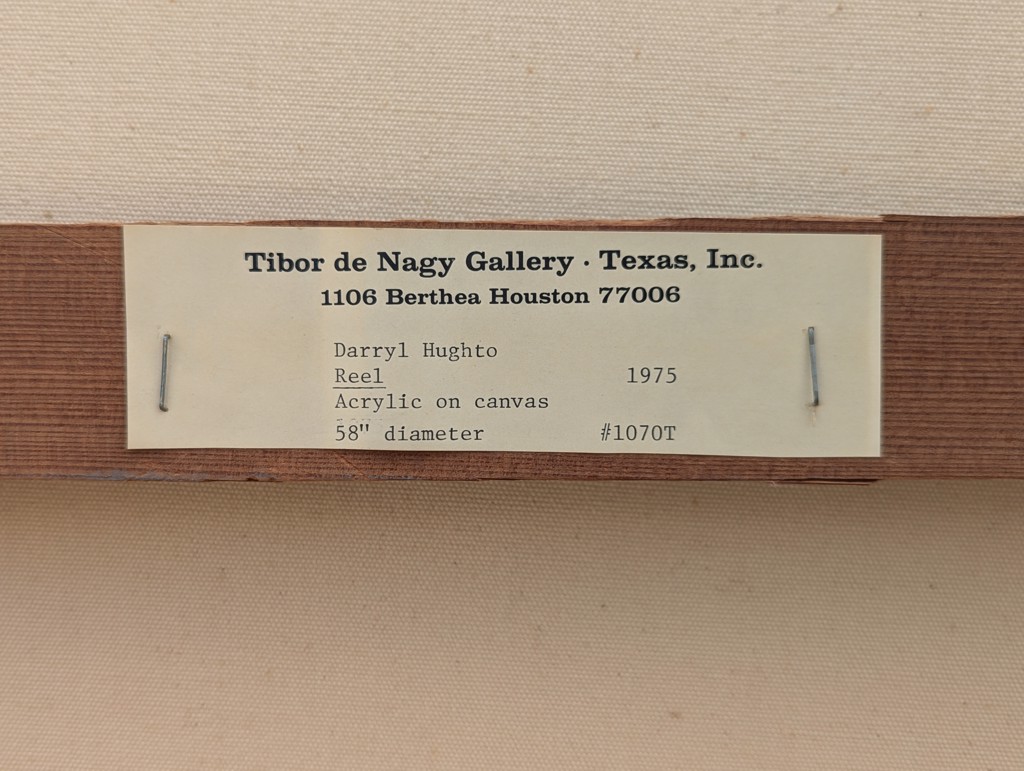 Tibor de Nagy Gallery · Texas, Inc.
1106 Berthea Houston 77006
Darryl Hughto
Reel 1975
Acrylic on canvas
58" diameter #1070T